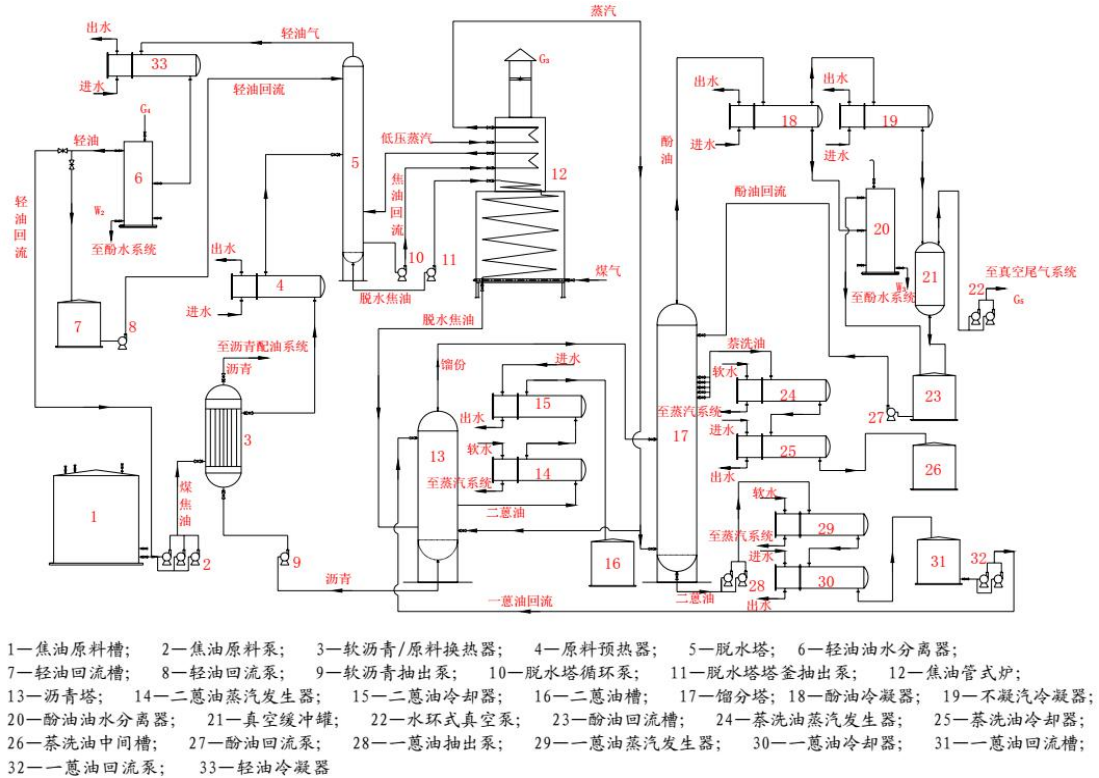 蒸汽
出水
轻油气
33
进水
G₃
出水
出水
18
19
进水
进水
轻油回流
G₄
轻油
低压蒸汽
酚油
5
6
12
轻油回流
焦油回流
酚油回流
20
W₂
至酚水系统
出水
10
11
煤气
21
至真空尾气系统
22
G₅
W₃
至酚水系统
4
进水
脱水焦油
7
8
脱水焦油
至沥青配油系统
沥青
馏份
进水
萘洗油
软水
24
23
27
15
出水
至蒸汽系统
进水
3
13
软水
17
25
26
出水
14
至蒸汽系统
二蒽油
软水
1
煤焦油
29
至蒸汽系统
进水
2
9
16
31
32
28
30
沥青
二蒽油
出水
一蒽油回流
1—焦油原料槽； 2—焦油原料泵； 3—软沥青/原料换热器； 4—原料预热器； 5—脱水塔； 6—轻油油水分离器；
7—轻油回流槽； 8—轻油回流泵； 9—软沥青抽出泵； 10—脱水塔循环泵； 11—脱水塔塔釜抽出泵； 12—焦油管式炉；
13—沥青塔； 14—二蒽油蒸汽发生器； 15—二蒽油冷却器； 16—二蒽油槽； 17—馏分塔； 18—酚油冷凝器； 19—不凝汽冷凝器；
20—酚油油水分离器； 21—真空缓冲罐； 22—水环式真空泵； 23—酚油回流槽； 24—萘洗油蒸汽发生器； 25—萘洗油冷却器；
26—萘洗油中间槽； 27—酚油回流泵； 28—一蒽油抽出泵； 29—一蒽油蒸汽发生器； 30—一蒽油冷却器； 31—一蒽油回流槽；
32—一蒽油回流泵； 33—轻油冷凝器